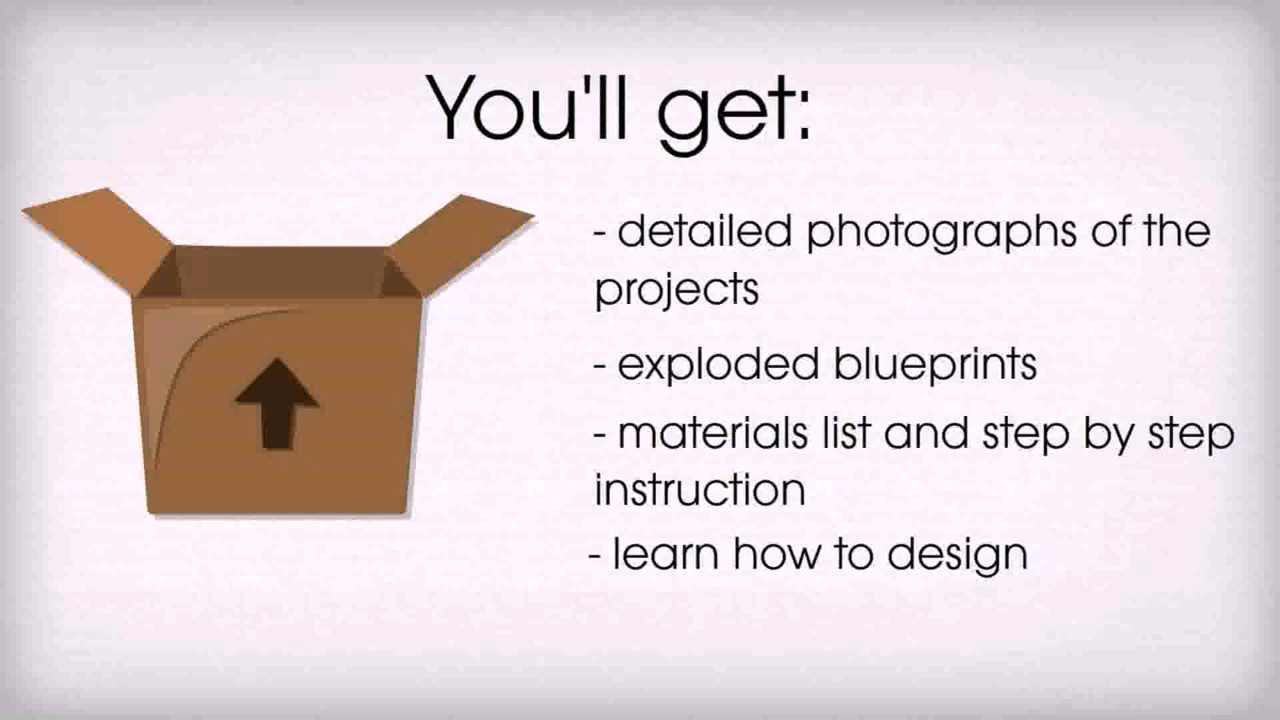 You'll get:
- detailed photographs of the
projects
- exploded blueprints
- materials list and step by step
instruction
- learn how to design